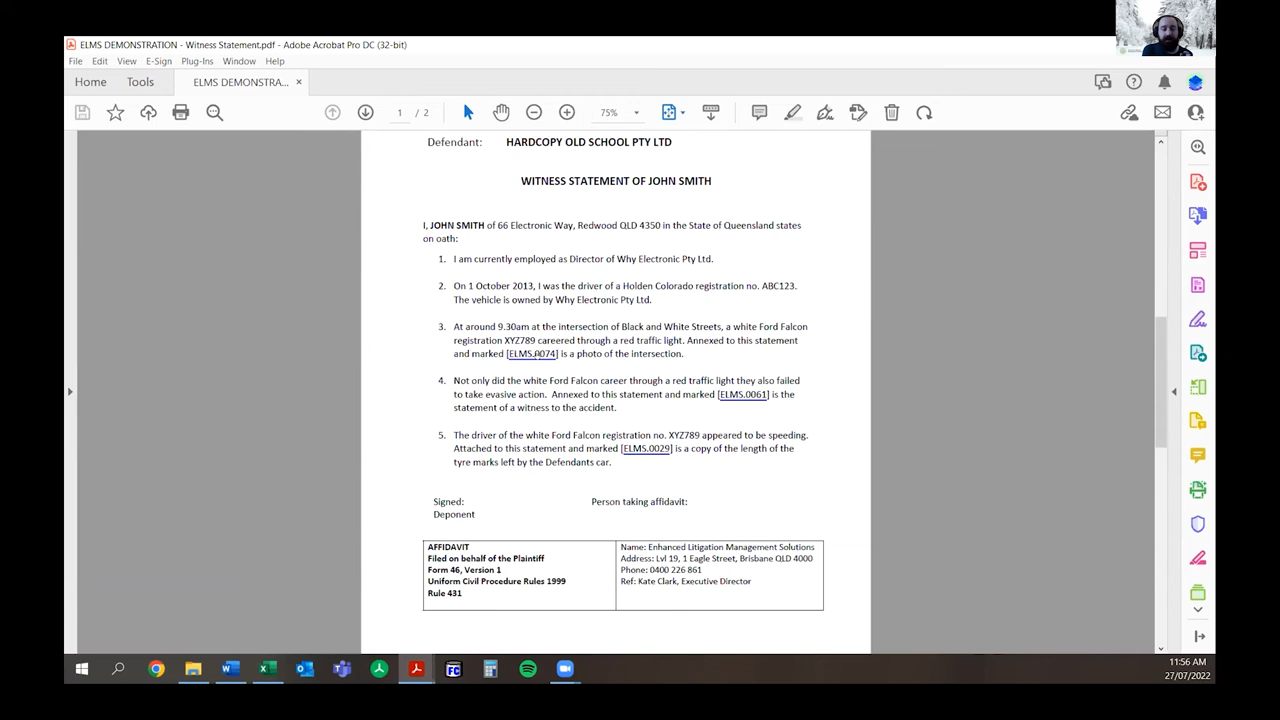 ELMS DEMONSTRATION - Witness Statement.pdf - Adobe Acrobat Pro DC (32-bit)
File Edit View E-Sign Plug-Ins Window Help
Home Tools ELMS DEMONSTRA... ×
1 / 2 75%
Defendant: HARDCOPY OLD SCHOOL PTY LTD
WITNESS STATEMENT OF JOHN SMITH
I, JOHN SMITH of 66 Electronic Way, Redwood QLD 4350 in the State of Queensland states
on oath:
1. I am currently employed as Director of Why Electronic Pty Ltd.
2. On 1 October 2013, I was the driver of a Holden Colorado registration no. ABC123.
The vehicle is owned by Why Electronic Pty Ltd.
3. At around 9.30am at the intersection of Black and White Streets, a white Ford Falcon
registration XYZ789 careered through a red traffic light. Annexed to this statement
and marked [ELMS.0074] is a photo of the intersection.
4. Not only did the white Ford Falcon career through a red traffic light they also failed
to take evasive action. Annexed to this statement and marked [ELMS.0061] is the
statement of a witness to the accident.
5. The driver of the white Ford Falcon registration no. XYZ789 appeared to be speeding.
Attached to this statement and marked [ELMS.0029] is a copy of the length of the
tyre marks left by the Defendants car.
Signed: Person taking affidavit:
Deponent
AFFIDAVIT
Filed on behalf of the Plaintiff
Form 46, Version 1
Uniform Civil Procedure Rules 1999
Rule 431
Name: Enhanced Litigation Management Solutions
Address: Lvl 19, 1 Eagle Street, Brisbane QLD 4000
Phone: 0400 226 861
Ref: Kate Clark, Executive Director
11:56 AM
27/07/2022